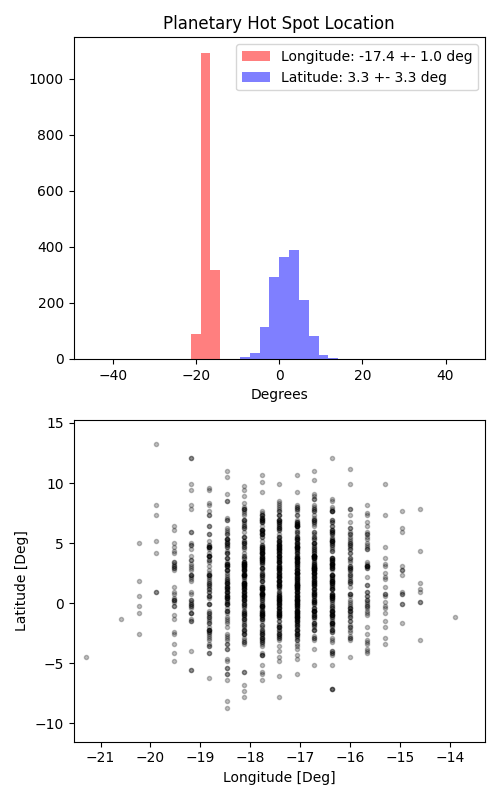 Planetary Hot Spot Location
Longitude: -17.4 +- 1.0 deg
Latitude: 3.3 +- 3.3 deg
1000
800
600
400
200
0
−40 −20 0 20 40
Degrees
15
10
5
0
−5
−10
Latitude [Deg]
−21 −20 −19 −18 −17 −16 −15 −14
Longitude [Deg]